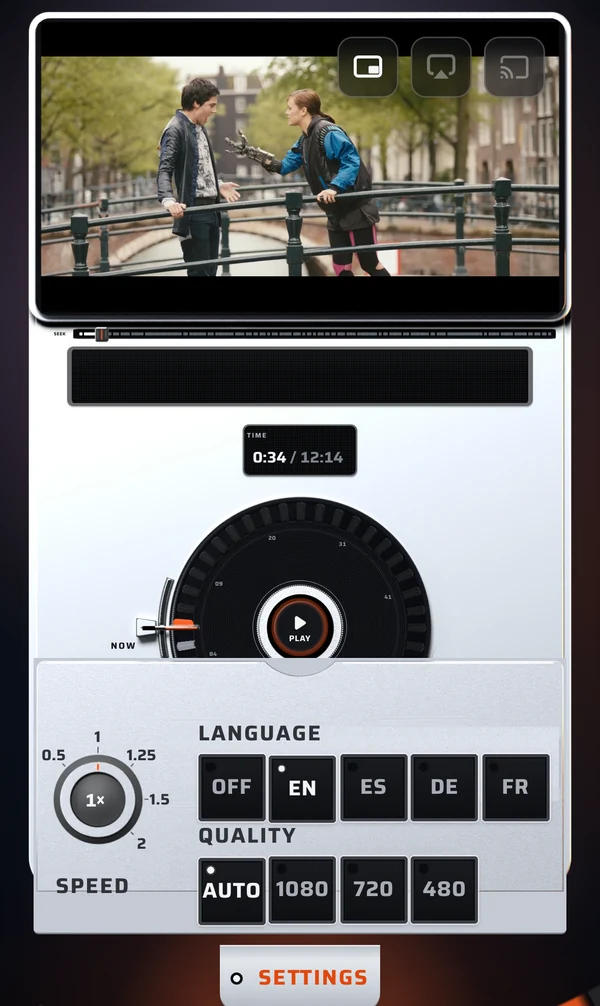 SEEK
TIME
0:34 / 12:14
20
31
09
41
04
PLAY
NOW
LANGUAGE
OFF
EN
ES
DE
FR
0.5
1
1.25
1.5
2
1×
SPEED
QUALITY
AUTO
1080
720
480
SETTINGS